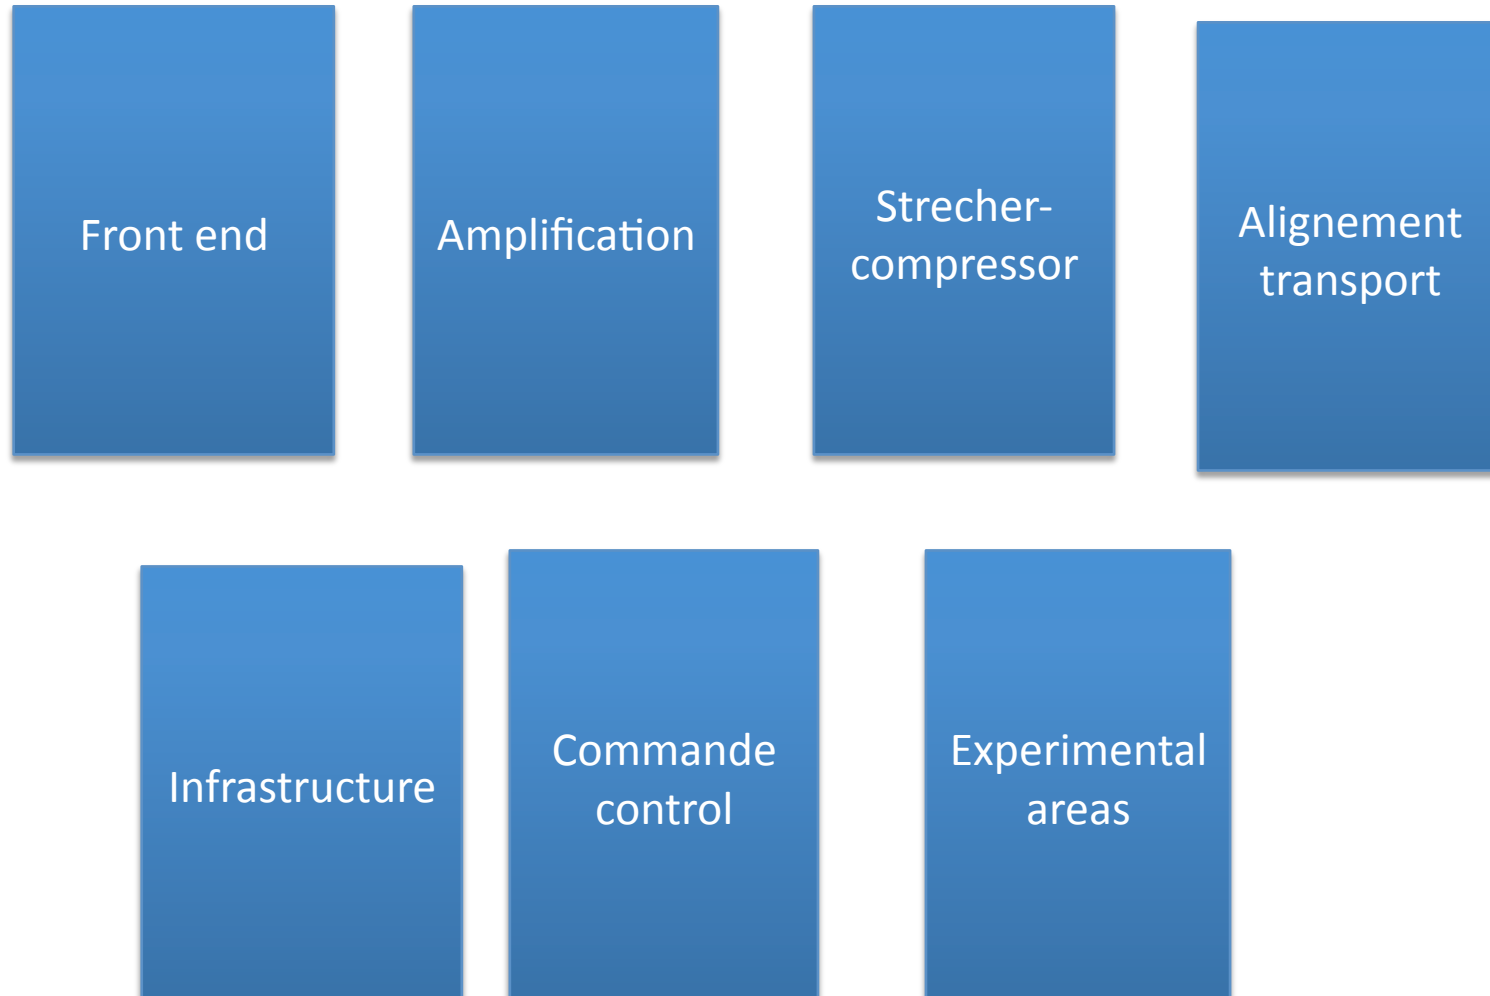 Front end
Amplification
Strecher-
compressor
Alignement
transport
Infrastructure
Commande
control
Experimental
areas